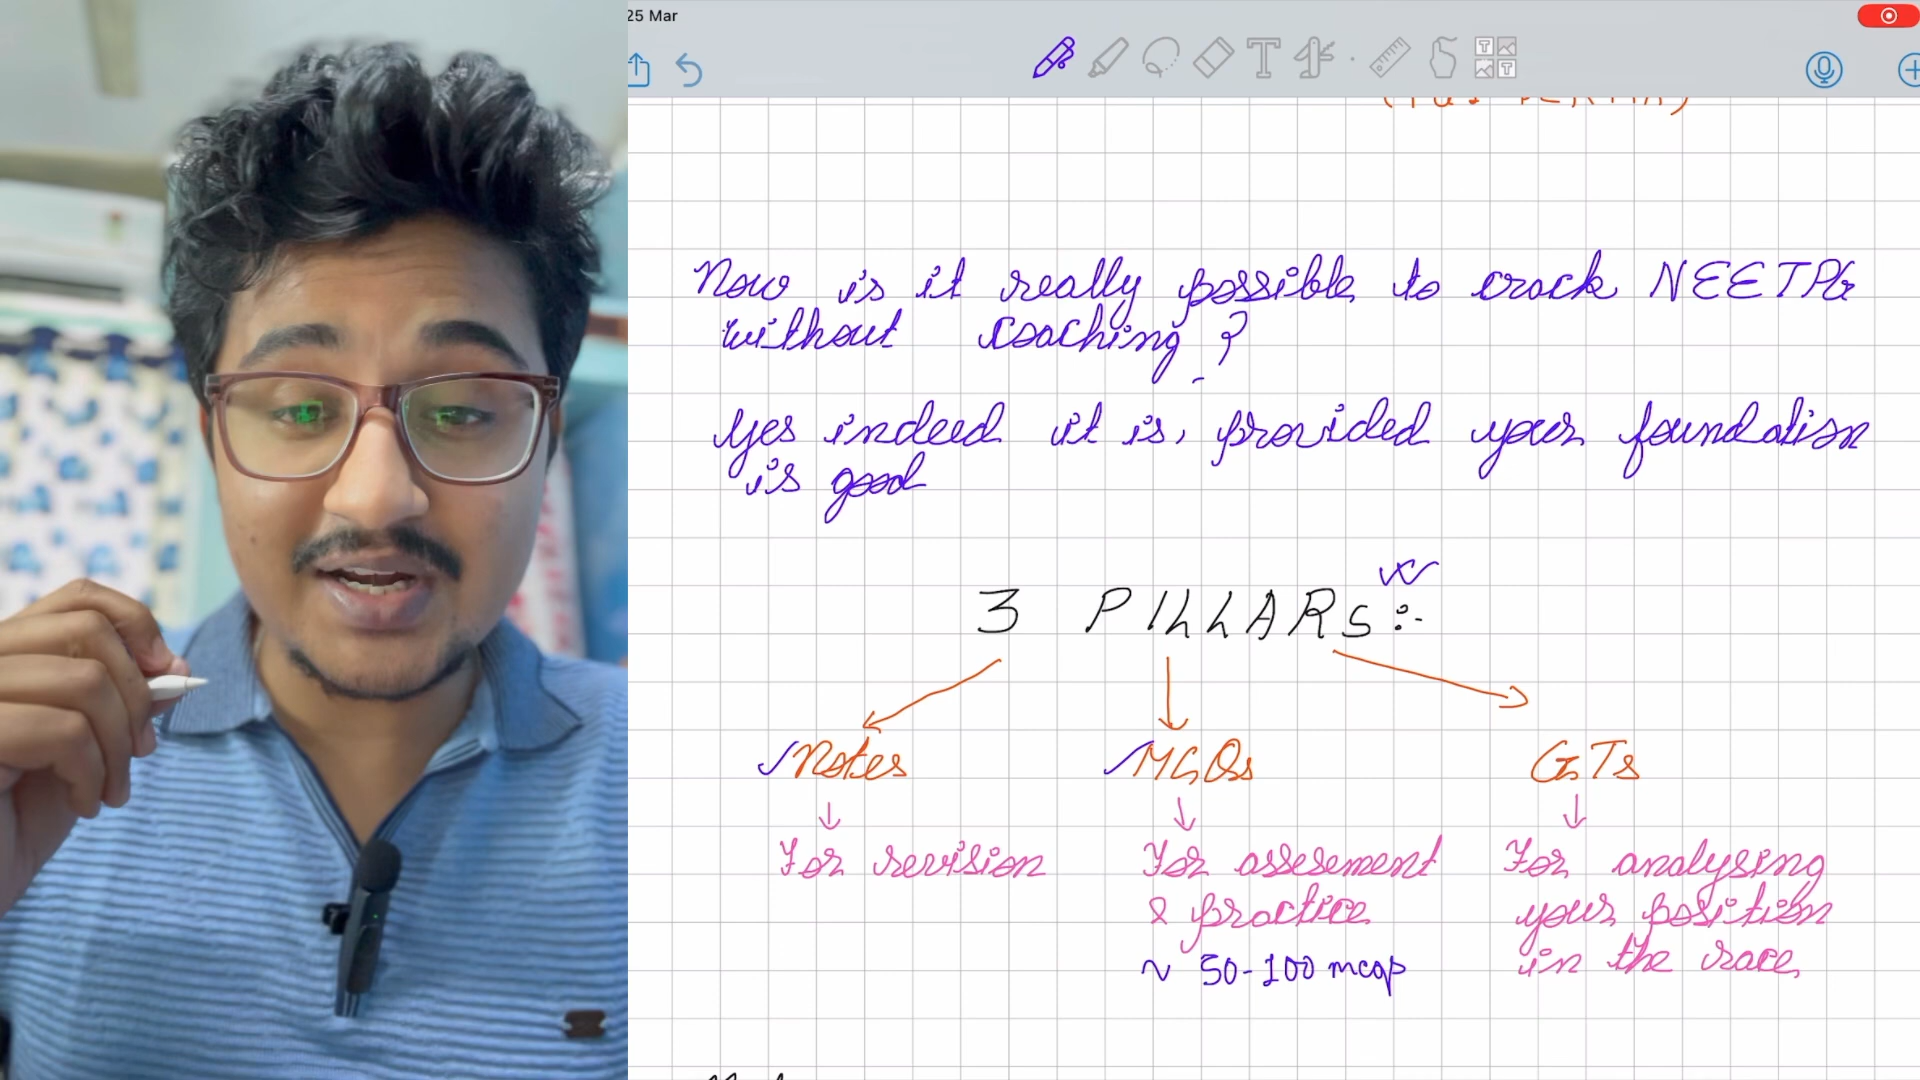 25 Mar
Now is it really possible to crack NEETPG
without coaching?
Yes indeed it is, provided your foundation
is good
3 PILLARS :-
Notes MCQs GTs
For revision For assesement For analysing
& practice your position
~ 50-100 mcqs in the race